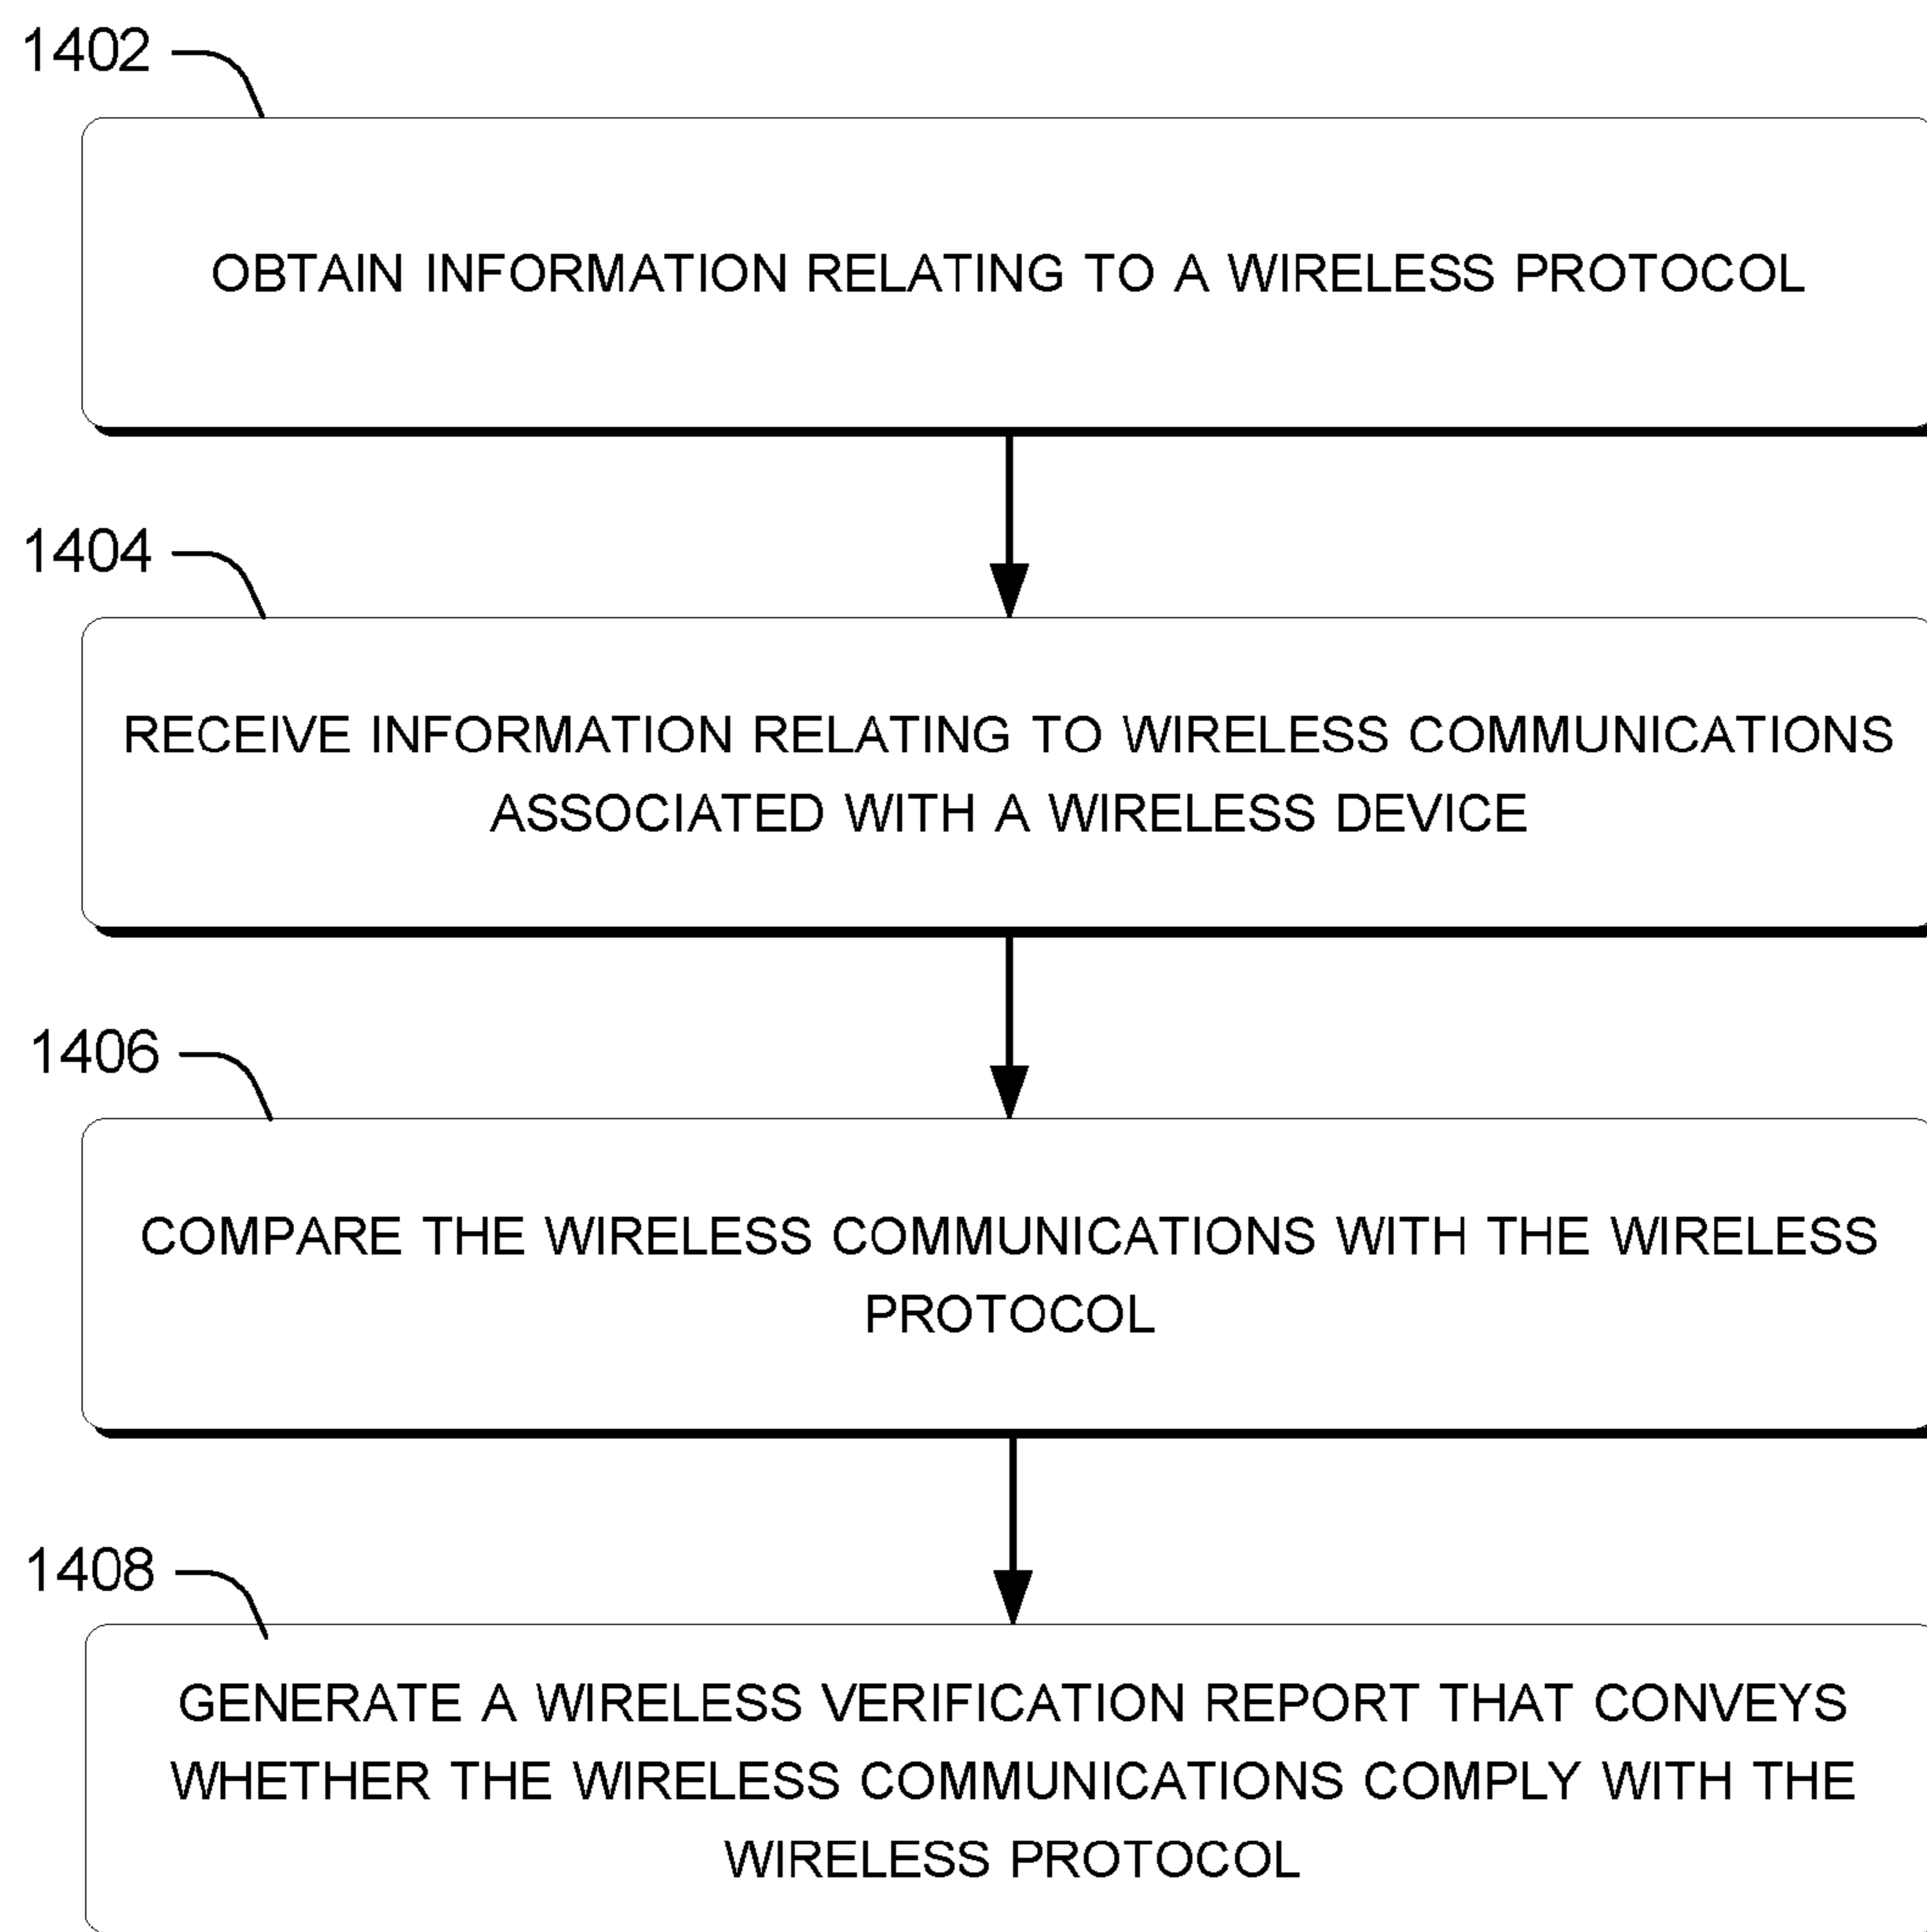 1402
OBTAIN INFORMATION RELATING TO A WIRELESS PROTOCOL
1404
RECEIVE INFORMATION RELATING TO WIRELESS COMMUNICATIONS
ASSOCIATED WITH A WIRELESS DEVICE
1406
COMPARE THE WIRELESS COMMUNICATIONS WITH THE WIRELESS
PROTOCOL
1408
GENERATE A WIRELESS VERIFICATION REPORT THAT CONVEYS
WHETHER THE WIRELESS COMMUNICATIONS COMPLY WITH THE
WIRELESS PROTOCOL